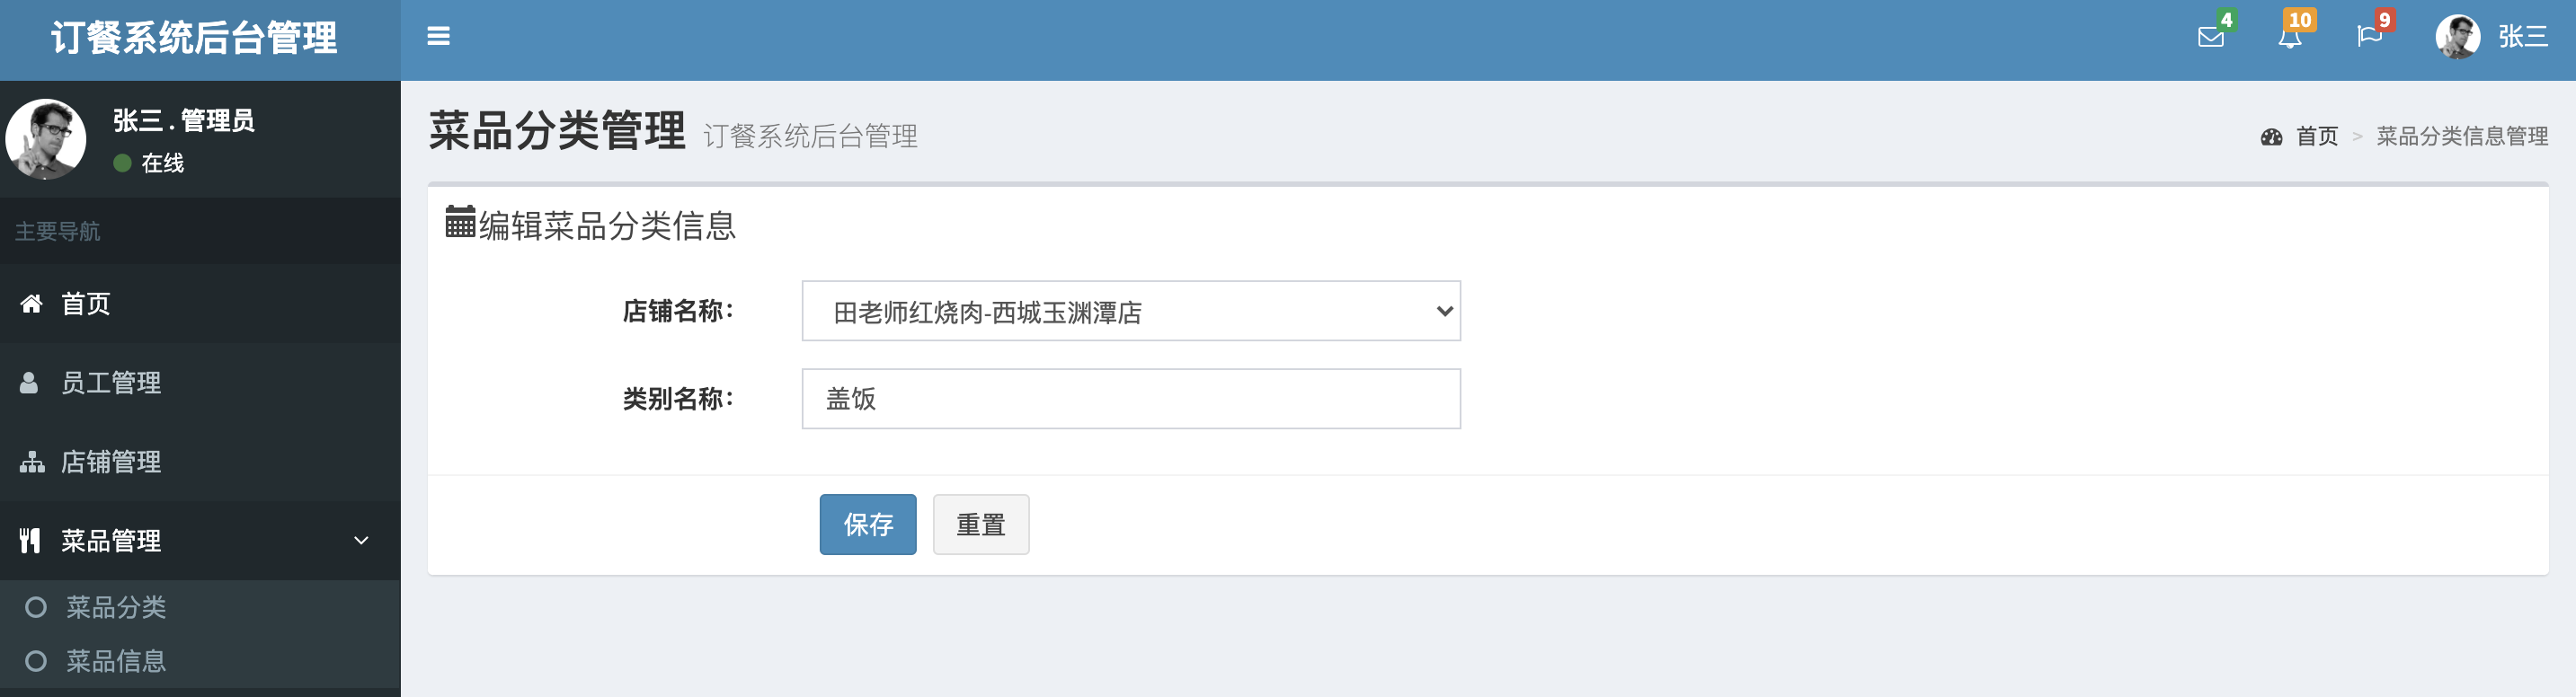 订餐系统后台管理
4
10
9
张三
张三 . 管理员
在线
主要导航
首页
员工管理
店铺管理
菜品管理
菜品分类
菜品信息
菜品分类管理 订餐系统后台管理
首页 > 菜品分类信息管理
编辑菜品分类信息
店铺名称： 田老师红烧肉-西城玉渊潭店
类别名称： 盖饭
保存 重置